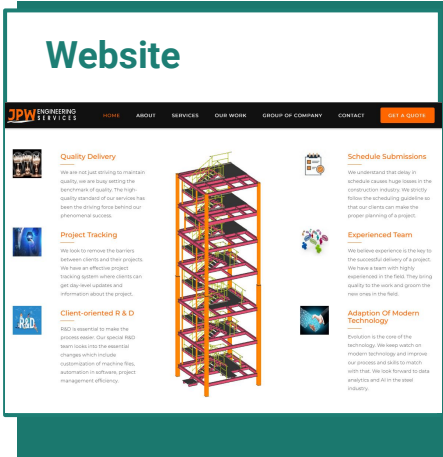 Website
JPW ENGINEERING
SERVICES
HOME ABOUT SERVICES OUR WORK GROUP OF COMPANY CONTACT GET A QUOTE
Quality Delivery
We are not just striving to maintain
quality, we are busy setting the
benchmark of quality. The high-
quality standard of our services has
been the driving force behind our
phenomenal success.
Project Tracking
We look to remove the barriers
between clients and their projects.
We have an effective project
tracking system where clients can
get day-level updates and
information about the project.
R&D
Client-oriented R & D
R&D is essential to make the
process easier. Our special R&D
team looks into the essential
changes which include
customization of machine files,
automation in software, project
management efficiency.
Schedule Submissions
We understand that delay in
schedule causes huge losses in the
construction industry. We strictly
follow the scheduling guideline so
that our clients can make the
proper planning of a project.
Experienced Team
We believe experience is the key to
the successful delivery of a project.
We have a team with highly
experienced in the field. They bring
quality to the work and groom the
new ones in the field.
Adaption Of Modern
Technology
Evolution is the core of the
technology. We keep watch on
modern technology and improve
our process and skills to match
with that. We look forward to data
analytics and AI in the steel
industry.